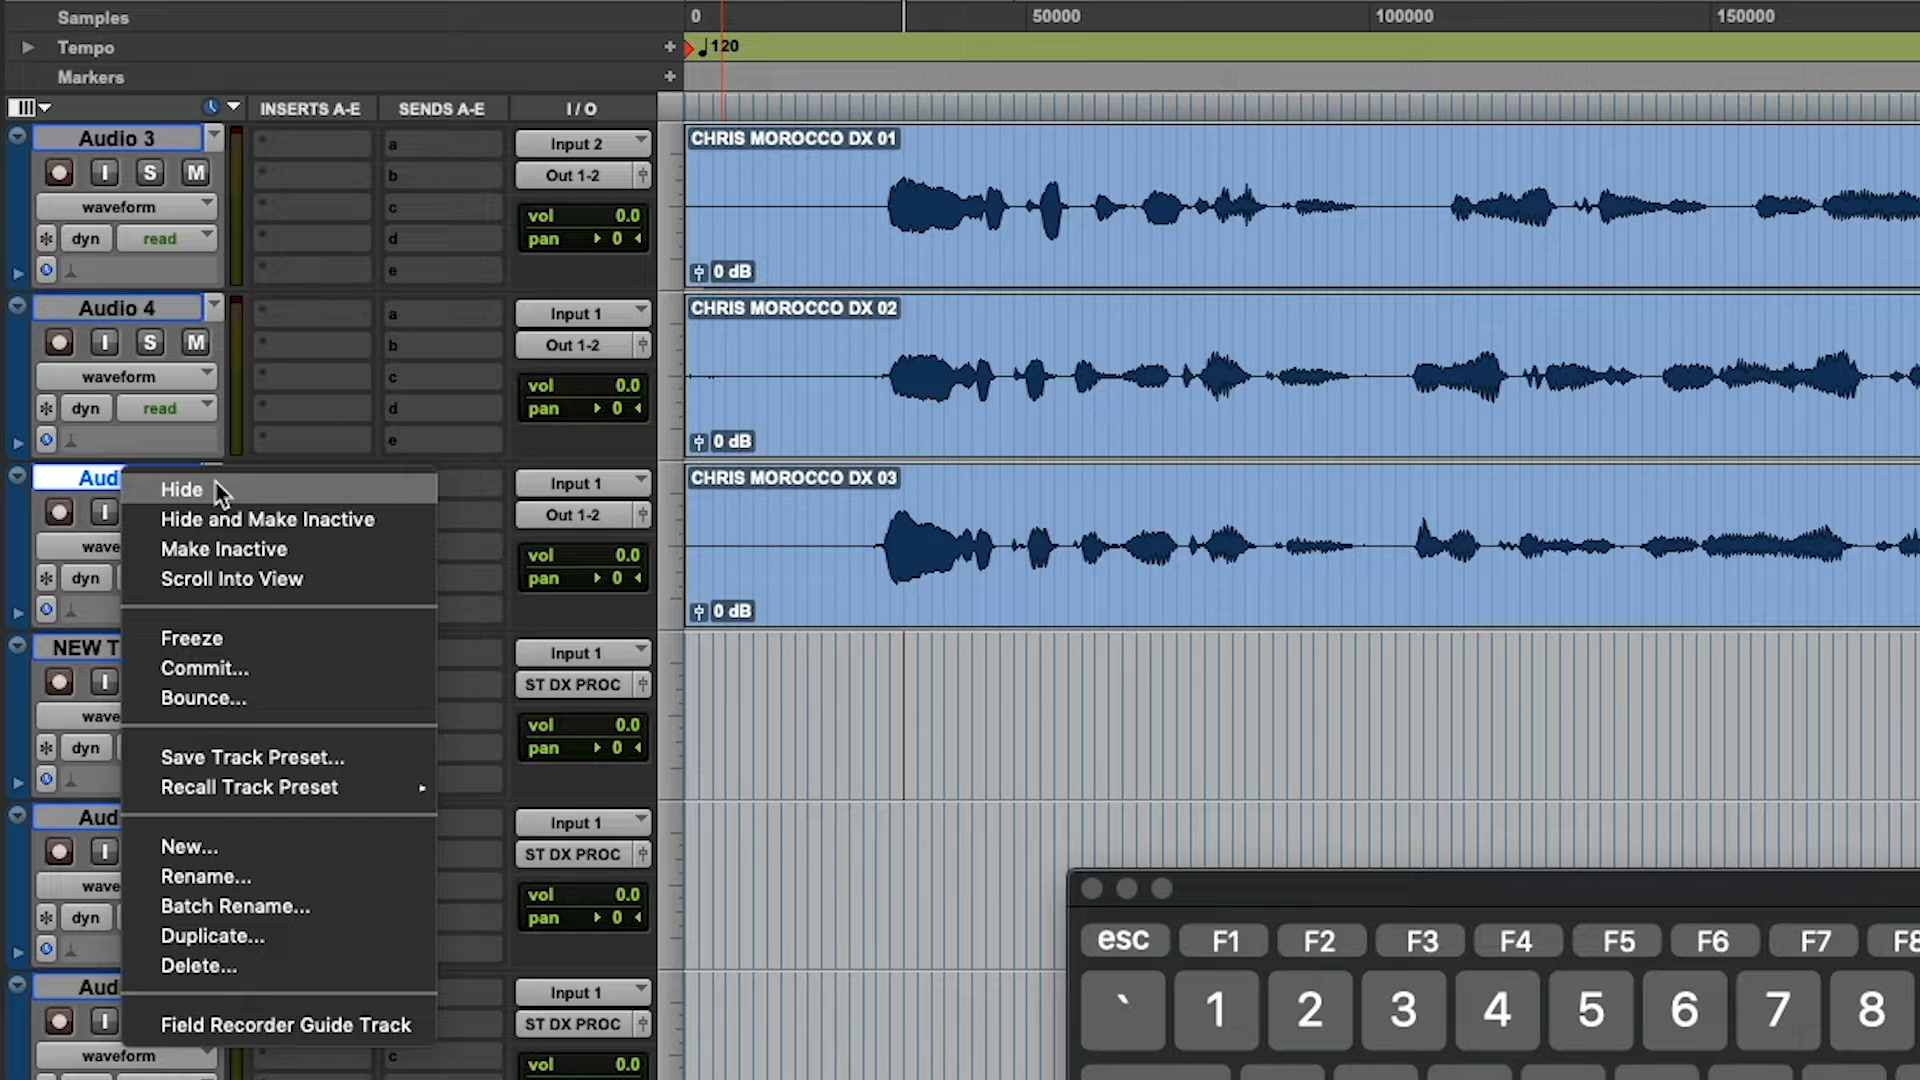 Samples
0 50000 100000 150000
Tempo +
120
Markers +
INSERTS A-E SENDS A-E I/O
Audio 3
I S M
waveform
dyn read
a
b
c
d
e
Input 2
Out 1-2
vol 0.0
pan 0
CHRIS MOROCCO DX 01
0 dB
Audio 4
I S M
waveform
dyn read
a
b
c
d
e
Input 1
Out 1-2
vol 0.0
pan 0
CHRIS MOROCCO DX 02
0 dB
Aud
I
wave
dyn
Input 1
Out 1-2
vol 0.0
pan 0
CHRIS MOROCCO DX 03
0 dB
Hide
Hide and Make Inactive
Make Inactive
Scroll Into View
Freeze
Commit...
Bounce...
Save Track Preset...
Recall Track Preset
New...
Rename...
Batch Rename...
Duplicate...
Delete...
Field Recorder Guide Track
NEW T
I
wave
dyn
Input 1
ST DX PROC
vol 0.0
pan 0
Aud
I
wave
dyn
Input 1
ST DX PROC
vol 0.0
pan 0
Aud
I
waveform
c
Input 1
ST DX PROC
vol 0.0
esc F1 F2 F3 F4 F5 F6 F7 F8
` 1 2 3 4 5 6 7 8